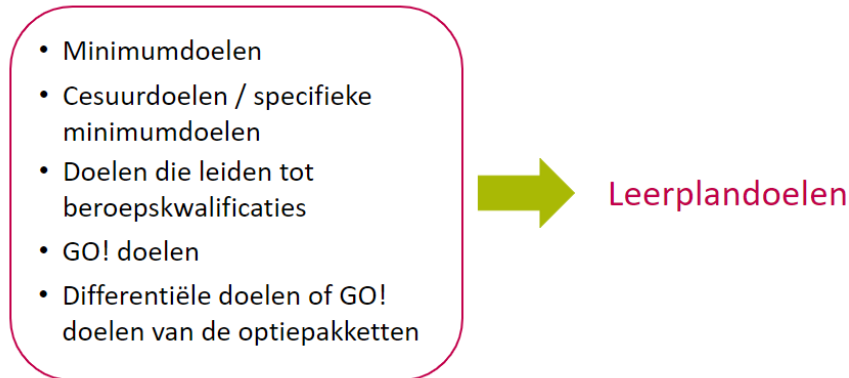 • Minimumdoelen
• Cesuurdoelen / specifieke
minimumdoelen
• Doelen die leiden tot
beroepskwalificaties
• GO! doelen
• Differentiële doelen of GO!
doelen van de optiepakketten
Leerplandoelen